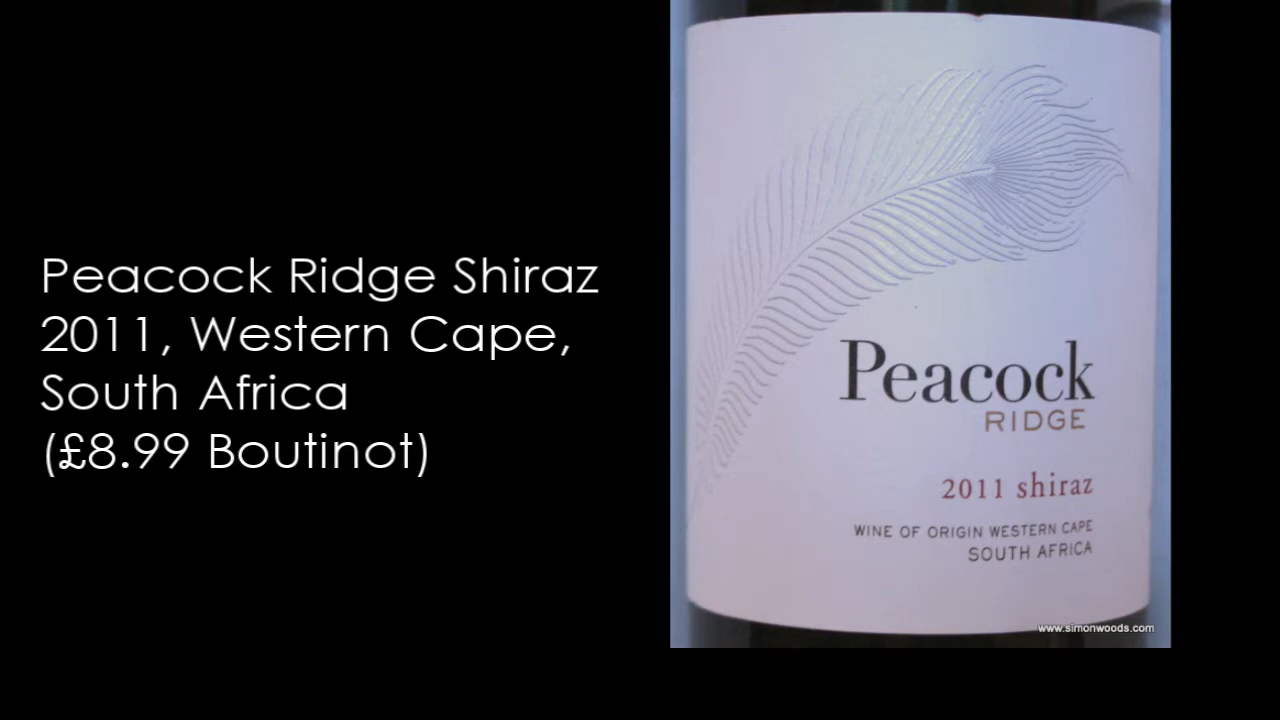 Peacock Ridge Shiraz
2011, Western Cape,
South Africa
(£8.99 Boutinot)
Peacock
RIDGE
2011 shiraz
WINE OF ORIGIN WESTERN CAPE
SOUTH AFRICA
www.simonwoods.com